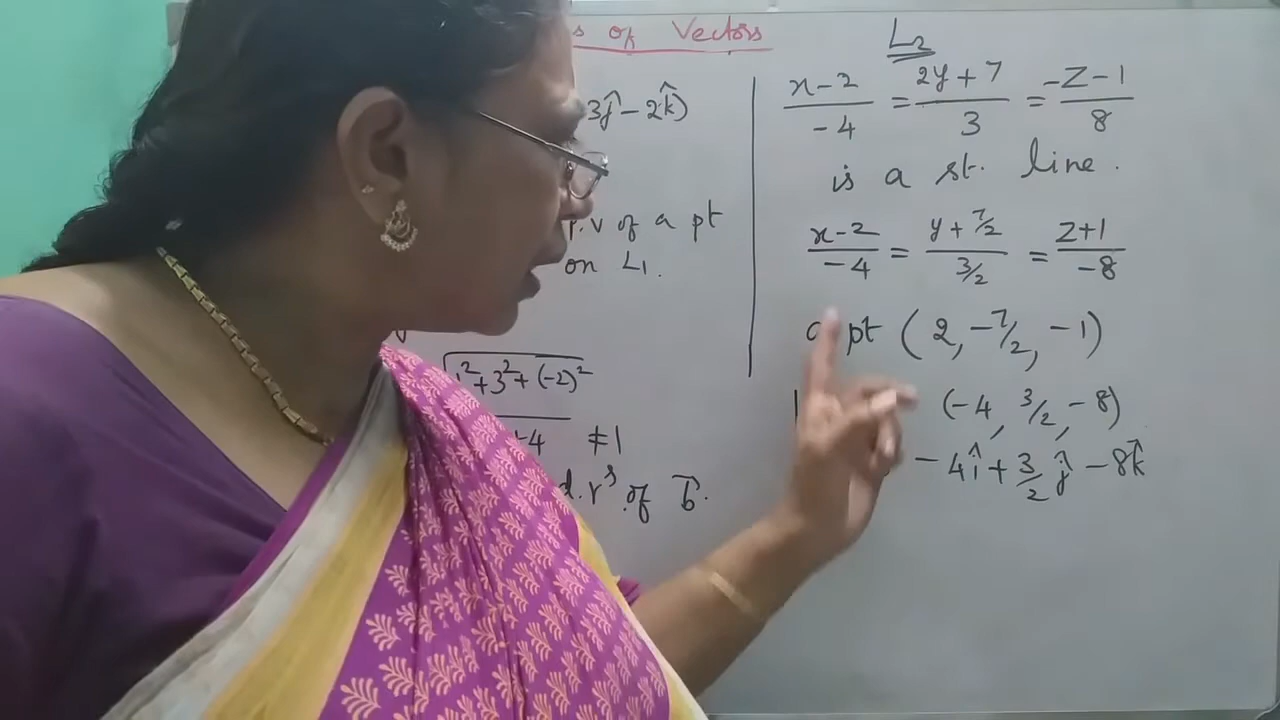 s of Vectors
3ĵ - 2k̂)
p.v of a pt
on L₁.
√1²+3²+(-2)²
+4 ≠1
d.rˢ. of b⃗.
L₂
x-2/-4 = 2y+7/3 = -z-1/8
is a st. line.
x-2/-4 = y+7/2/3/2 = z+1/-8
a pt (2, -7/2, -1)
(-4, 3/2, -8)
-4î + 3/2 ĵ - 8k̂